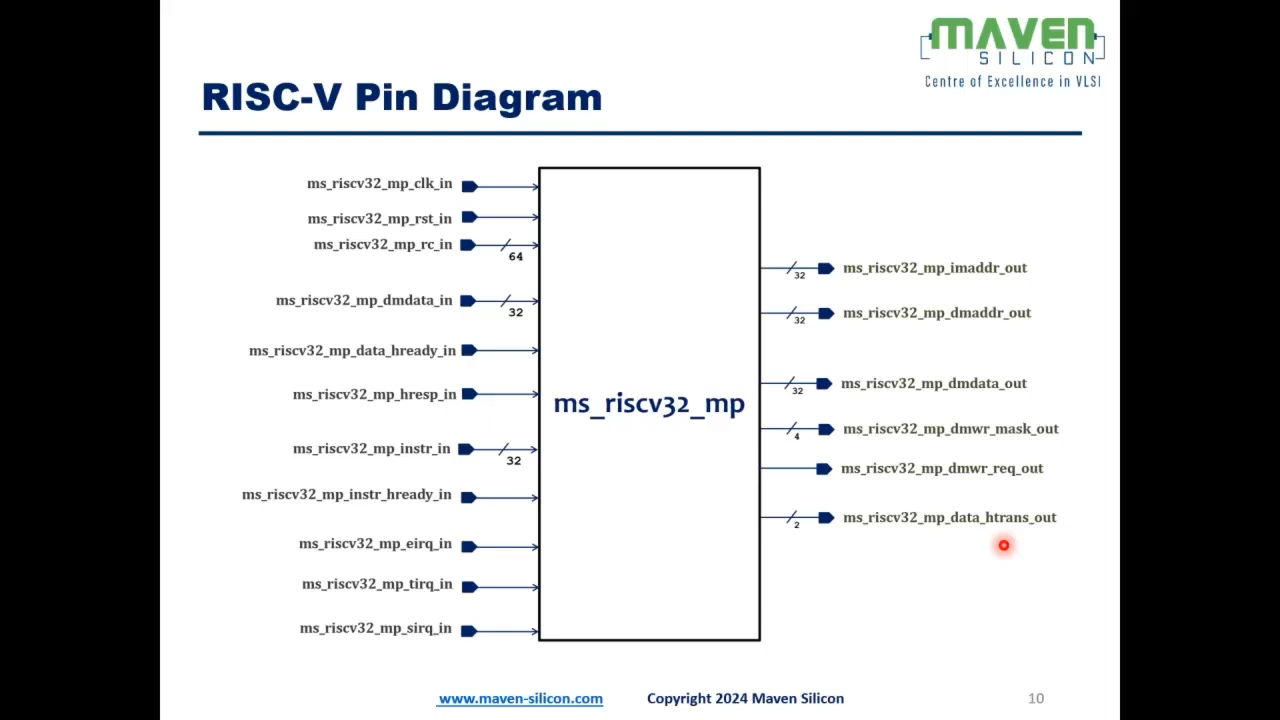 MAVEN
SILICON
Centre of Excellence in VLSI
RISC-V Pin Diagram
ms_riscv32_mp_clk_in
ms_riscv32_mp_rst_in
ms_riscv32_mp_rc_in
64
ms_riscv32_mp_dmdata_in
32
ms_riscv32_mp_data_hready_in
ms_riscv32_mp_hresp_in
ms_riscv32_mp_instr_in
32
ms_riscv32_mp_instr_hready_in
ms_riscv32_mp_eirq_in
ms_riscv32_mp_tirq_in
ms_riscv32_mp_sirq_in
ms_riscv32_mp
ms_riscv32_mp_imaddr_out
32
ms_riscv32_mp_dmaddr_out
32
ms_riscv32_mp_dmdata_out
32
ms_riscv32_mp_dmwr_mask_out
4
ms_riscv32_mp_dmwr_req_out
ms_riscv32_mp_data_htrans_out
2
www.maven-silicon.com
Copyright 2024 Maven Silicon
10